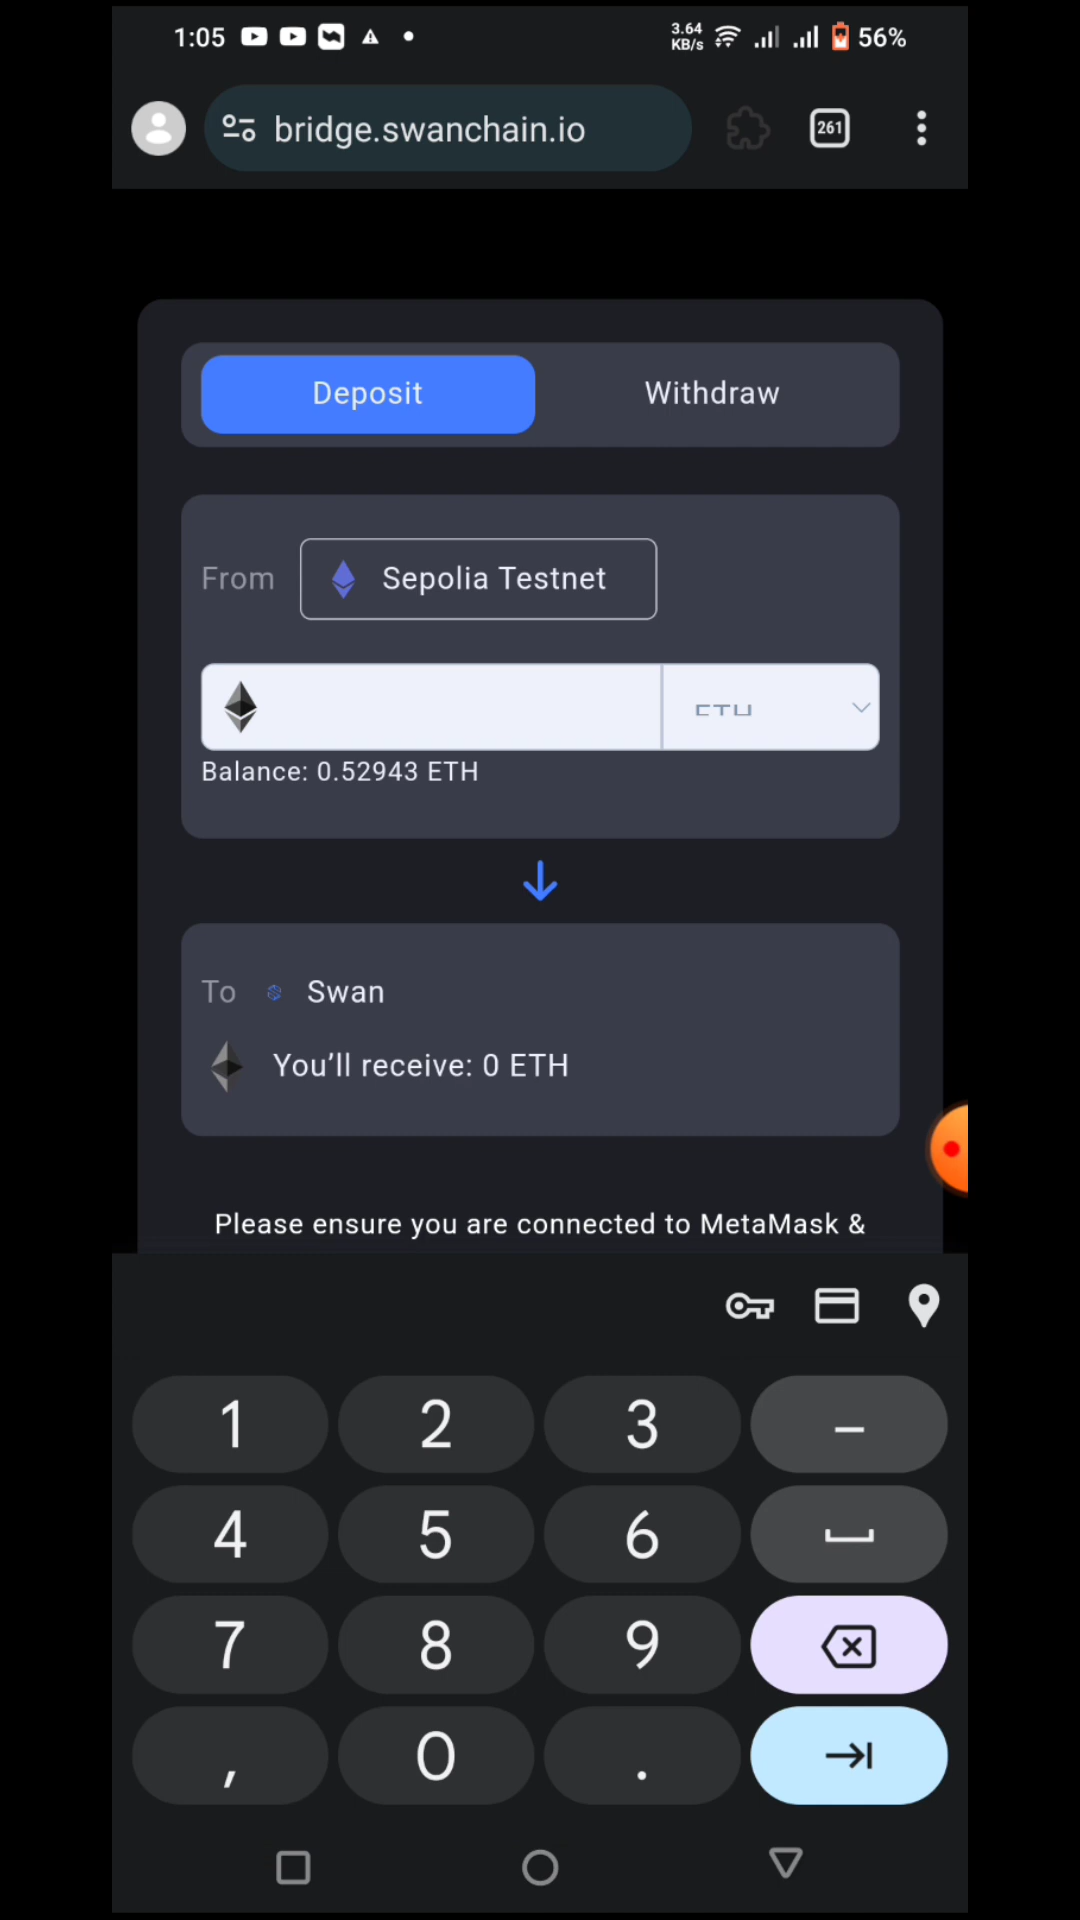 1:05
3.64
KB/s
56%
bridge.swanchain.io
261
Deposit
Withdraw
From
Sepolia Testnet
ETH
Balance: 0.52943 ETH
To
Swan
You’ll receive: 0 ETH
Please ensure you are connected to MetaMask &
1 2 3 –
4 5 6
7 8 9
, 0 .